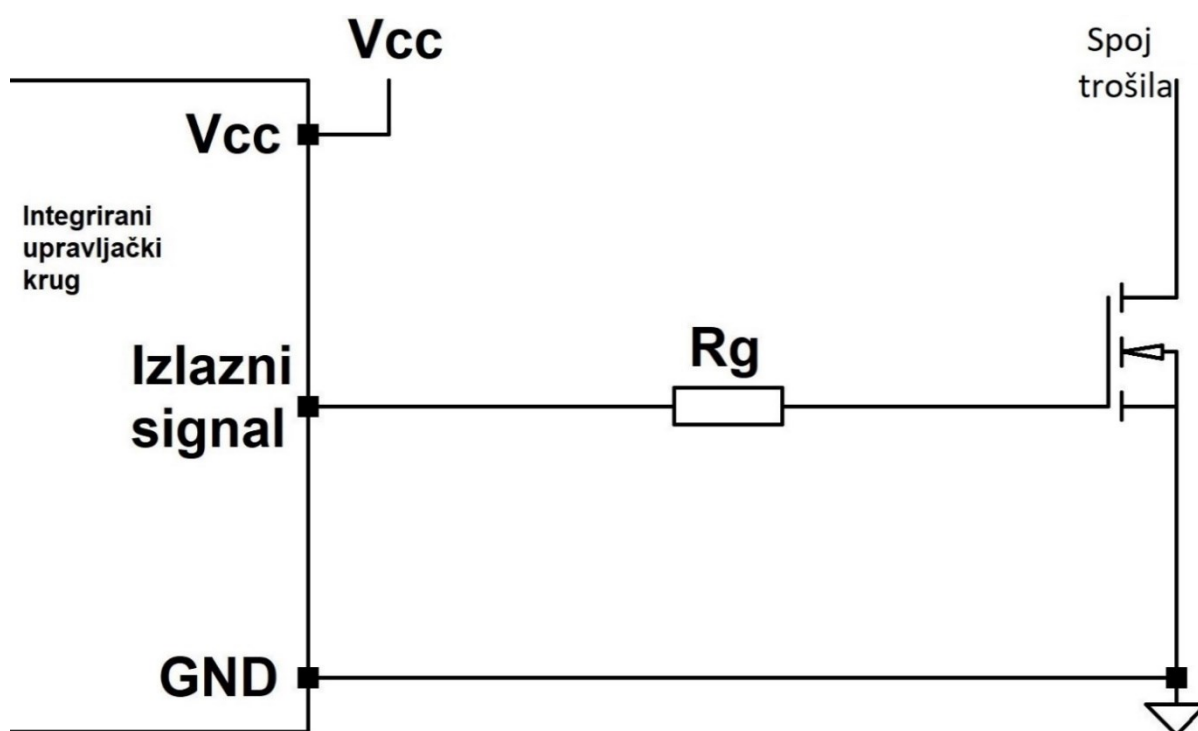 Vcc
Spoj
trošila
Vcc
Integrirani
upravljački
krug
Izlazni
signal
Rg
GND